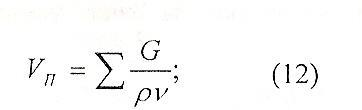 V_П = ∑ G / ρν; (12)